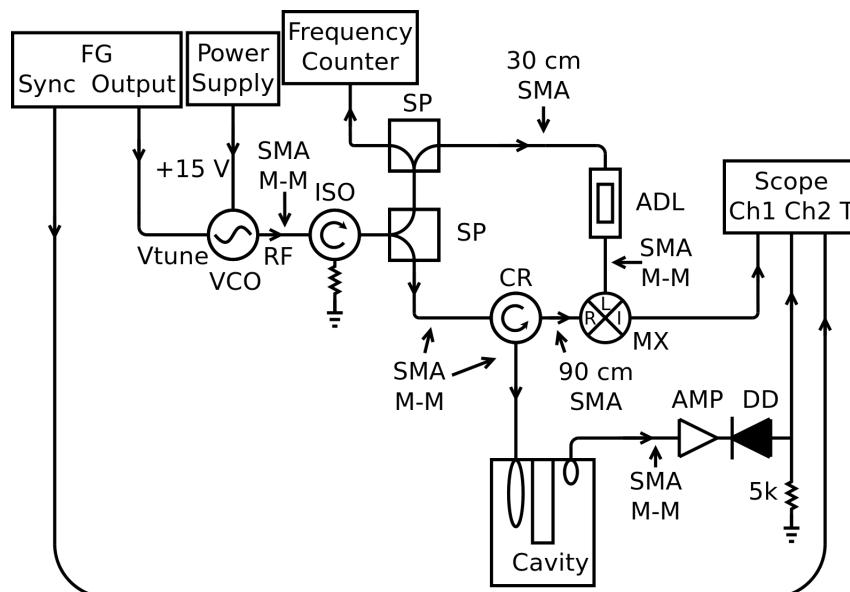 FG
Sync Output
Power
Supply
Frequency
Counter
30 cm
SMA
SP
+15 V
SMA
M-M
ISO
Scope
Ch1 Ch2 T
ADL
SP
Vtune
RF
VCO
SMA
M-M
CR
L
R I
MX
SMA
M-M
90 cm
SMA
AMP
DD
SMA
M-M
5k
Cavity